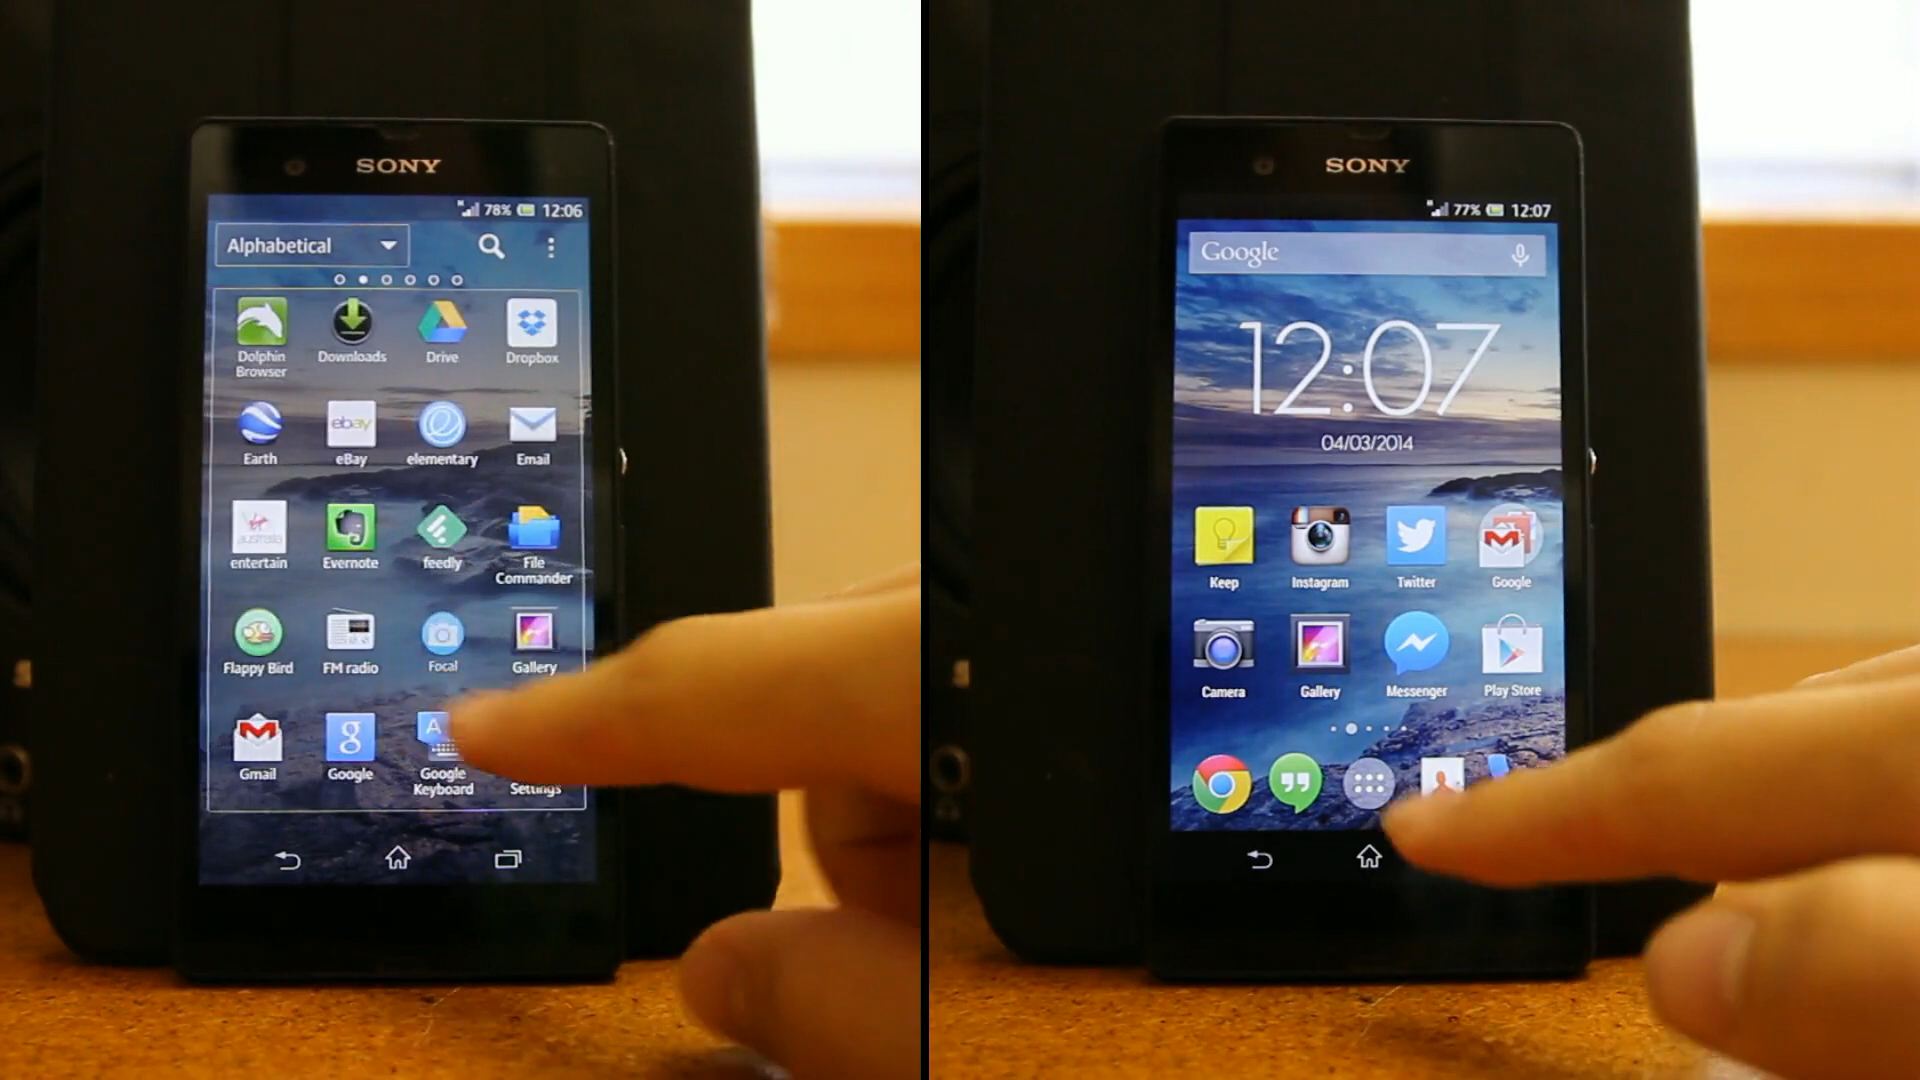 SONY
78% 12:06
Alphabetical
Dolphin Browser
Downloads
Drive
Dropbox
Earth
ebay
eBay
elementary
Email
australia
entertain
Evernote
feedly
File Commander
Flappy Bird
FM radio
Focal
Gallery
Gmail
g
Google
A
Google Keyboard
Settings
SONY
77% 12:07
Google
12:07
04/03/2014
Keep
Instagram
Twitter
Google
Camera
Gallery
Messenger
Play Store